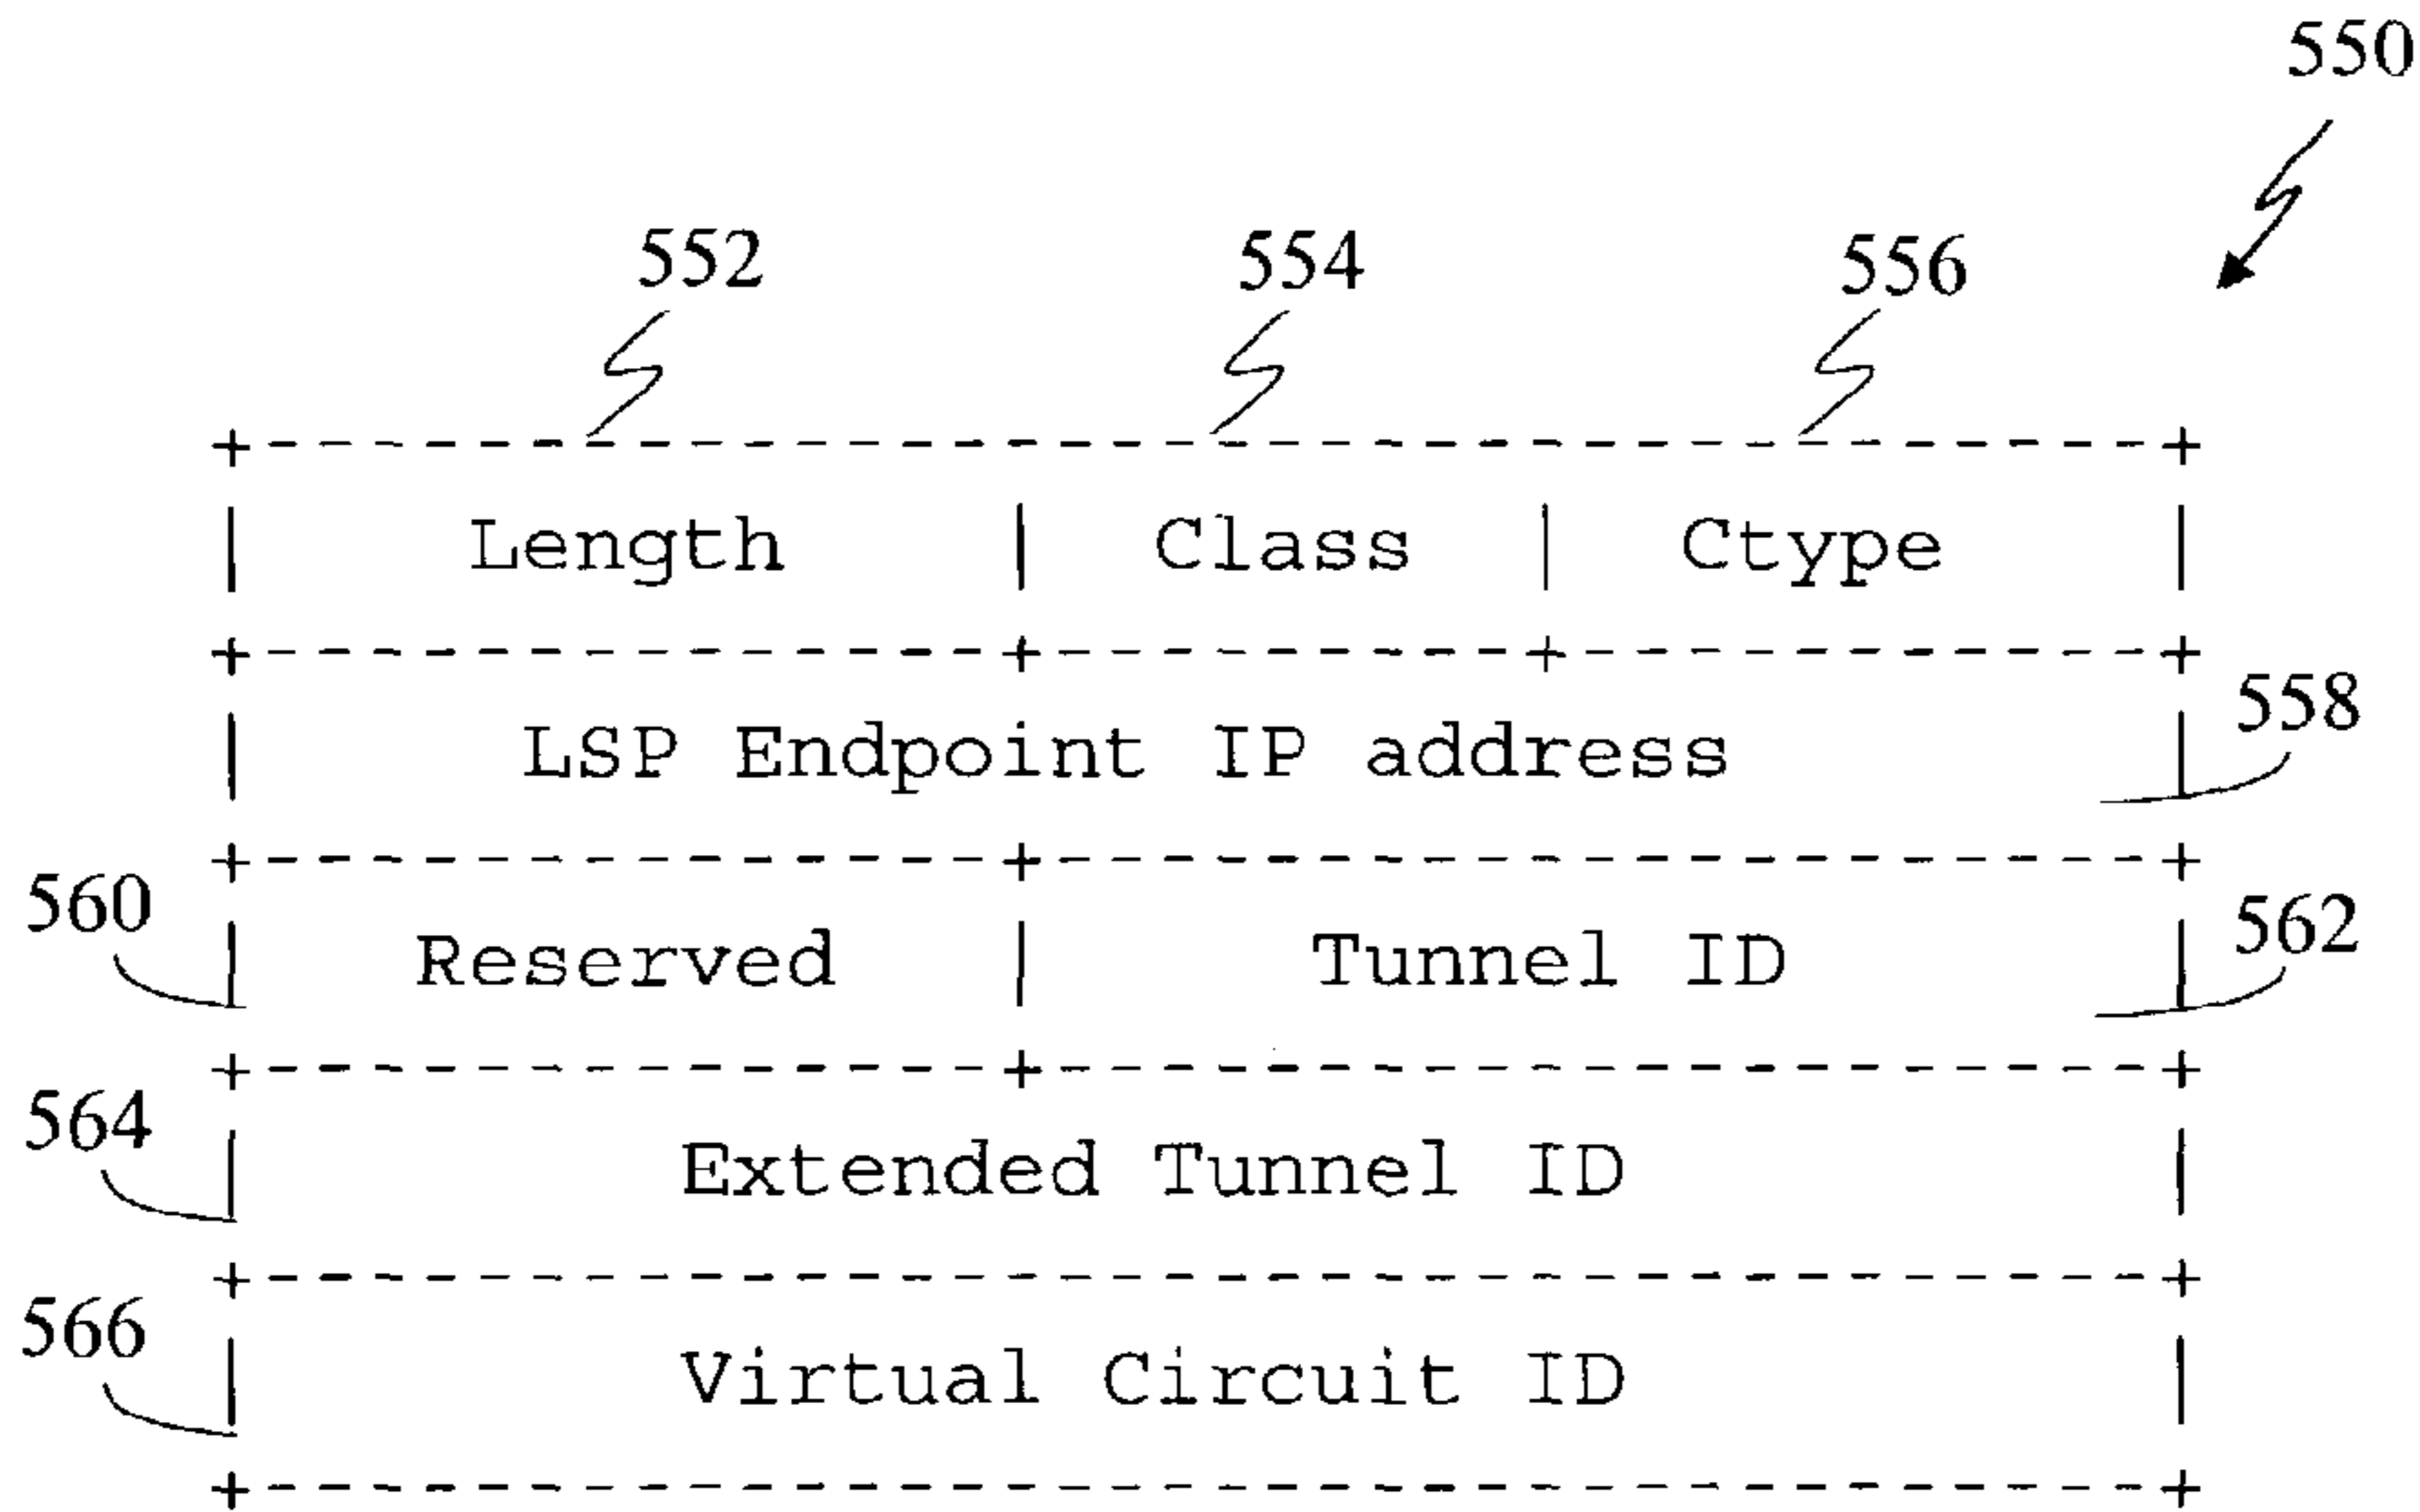 550
552 554 556
Length | Class | Ctype
LSP Endpoint IP address
558
560
Reserved | Tunnel ID
562
564
Extended Tunnel ID
566
Virtual Circuit ID